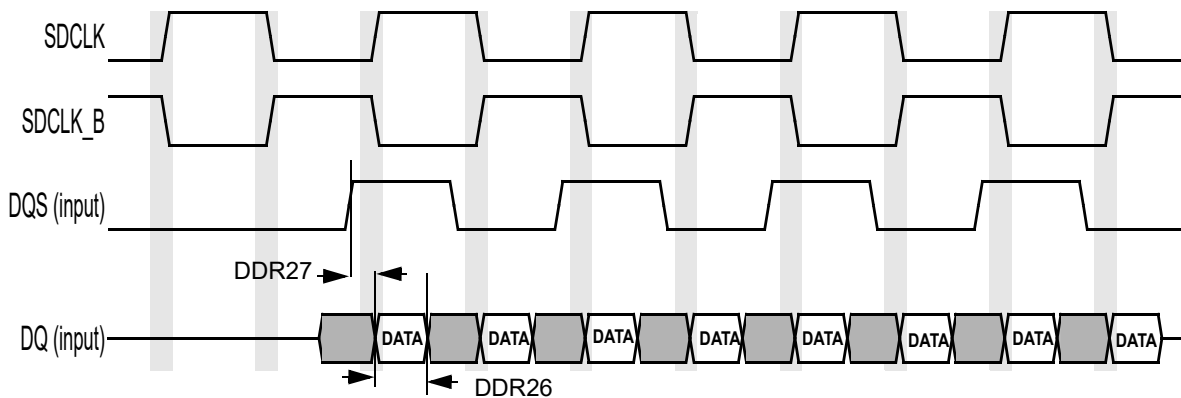 SDCLK
SDCLK_B
DQS (input)
DDR27
DQ (input)
DATA DATA DATA DATA DATA DATA DATA DATA
DDR26